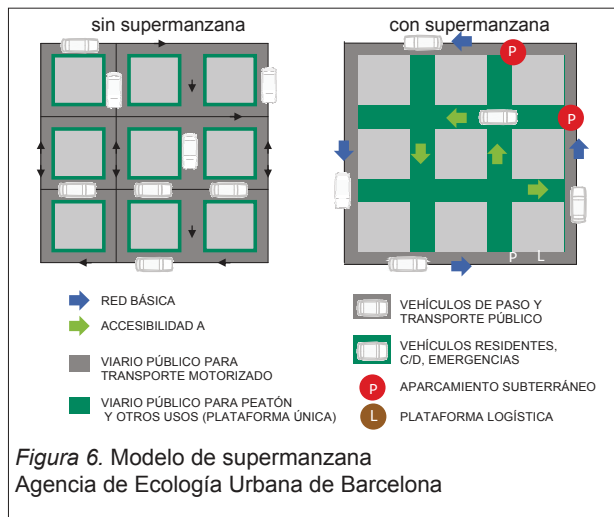 sin supermanzana
con supermanzana
P
P
P L
RED BÁSICA
ACCESIBILIDAD A
VIARIO PÚBLICO PARA
TRANSPORTE MOTORIZADO
VIARIO PÚBLICO PARA PEATÓN
Y OTROS USOS (PLATAFORMA ÚNICA)
VEHÍCULOS DE PASO Y
TRANSPORTE PÚBLICO
VEHÍCULOS RESIDENTES,
C/D, EMERGENCIAS
P APARCAMIENTO SUBTERRÁNEO
L PLATAFORMA LOGÍSTICA
Figura 6. Modelo de supermanzana
Agencia de Ecología Urbana de Barcelona